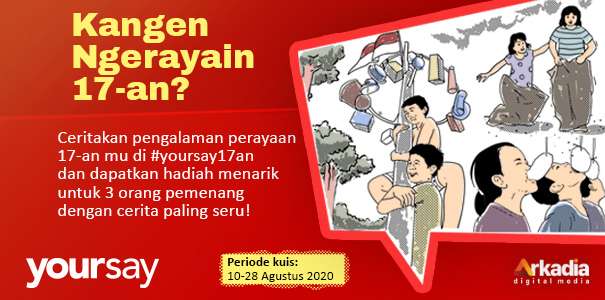 Kangen
Ngerayain
17-an?
Ceritakan pengalaman perayaan
17-an mu di #yoursay17an
dan dapatkan hadiah menarik
untuk 3 orang pemenang
dengan cerita paling seru!
yoursay
Periode kuis:
10-28 Agustus 2020
Arkadia
digital media